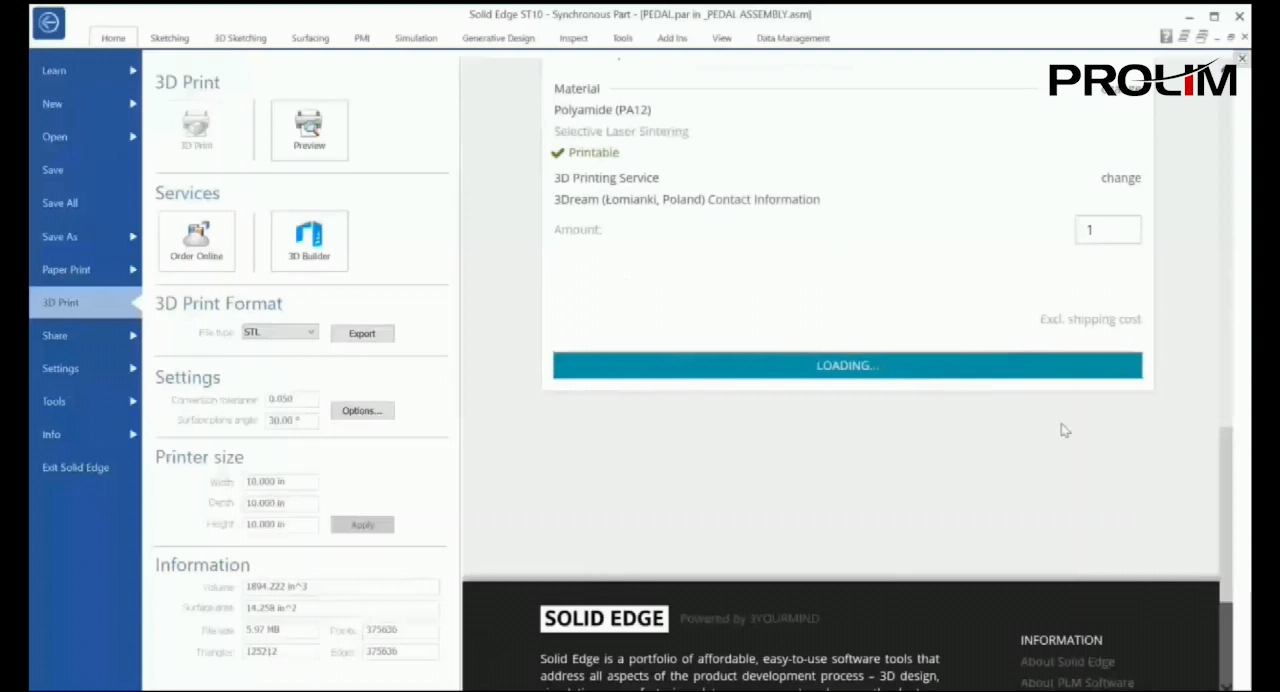 Solid Edge ST10 - Synchronous Part - [PEDAL.par in _PEDAL ASSEMBLY.asm]
Home Sketching 3D Sketching Surfacing PMI Simulation Generative Design Inspect Tools Add Ins View Data Management
PROLIM
Learn
New
Open
Save
Save All
Save As
Paper Print
3D Print
Share
Settings
Tools
Info
Exit Solid Edge
3D Print
3D Print
Preview
Services
Order Online
3D Builder
3D Print Format
File type: STL Export
Settings
Conversion tolerance: 0.050
Surface plane angle: 30.00 °
Options...
Printer size
Width: 10.000 in
Depth: 10.000 in
Height: 10.000 in Apply
Information
Volume: 1894.222 in^3
Surface area: 14.258 in^2
File size: 5.97 MB Points: 375636
Triangles: 125212 Edges: 375636
Material
Polyamide (PA12)
Selective Laser Sintering
Printable
3D Printing Service change
3Dream (Łomianki, Poland) Contact Information
Amount: 1
Excl. shipping cost
LOADING...
SOLID EDGE Powered by 3YOURMIND
Solid Edge is a portfolio of affordable, easy-to-use software tools that
address all aspects of the product development process – 3D design,
INFORMATION
About Solid Edge
About PLM Software